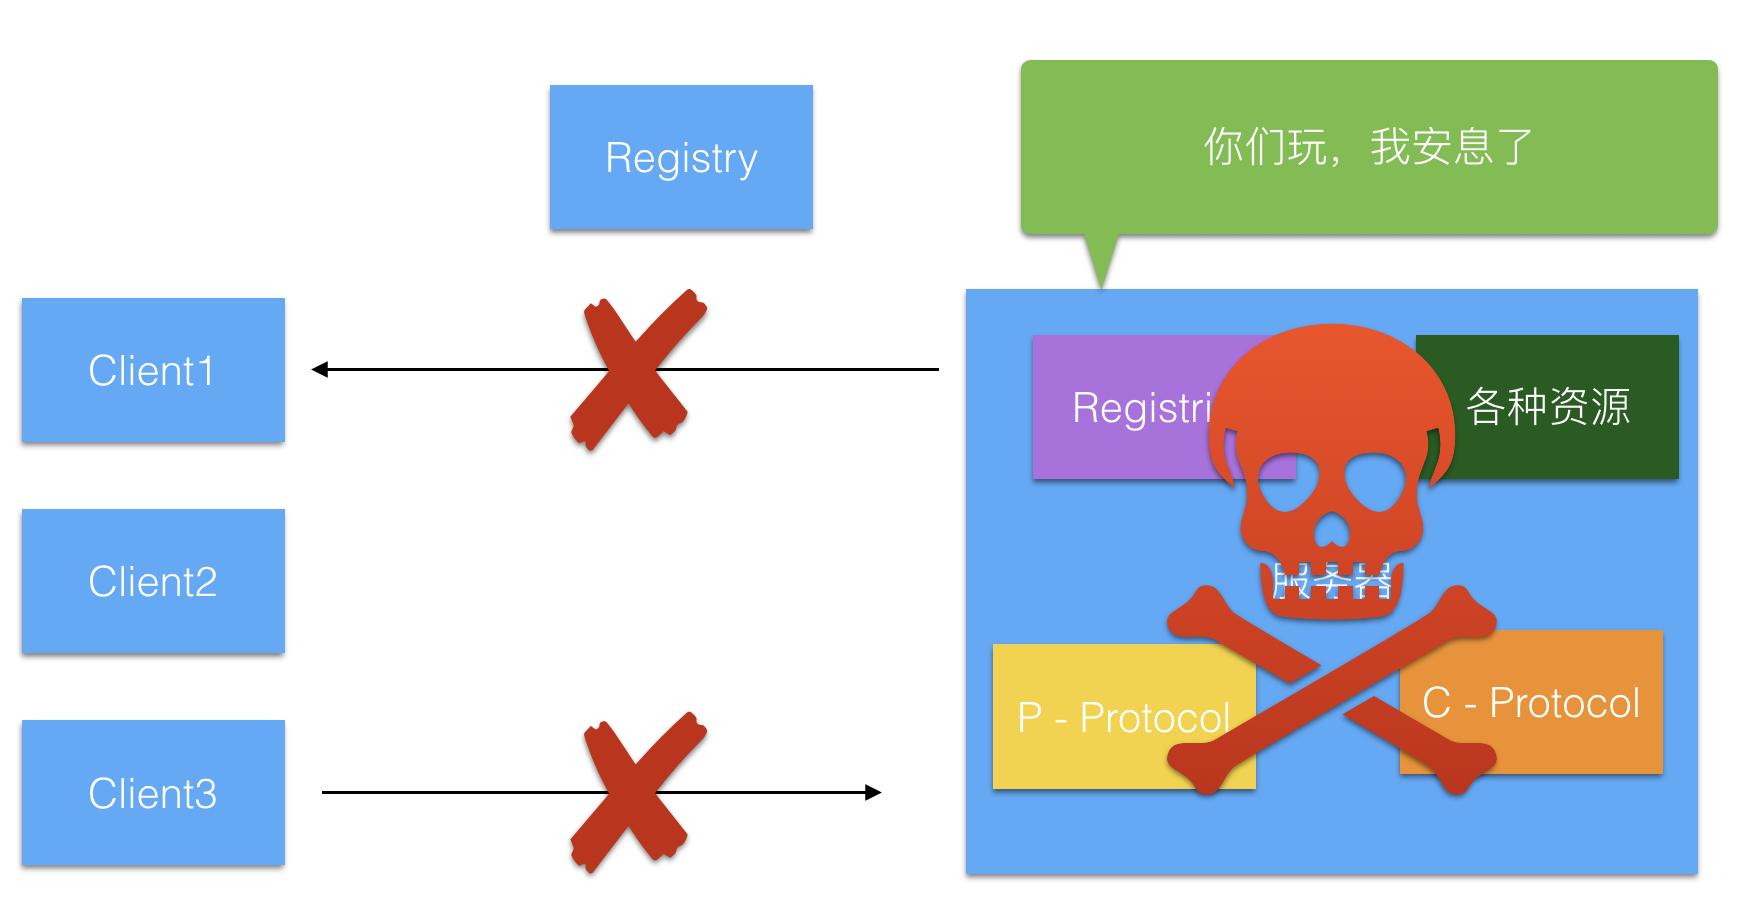 你们玩，我安息了
Registry
Client1
Registri
各种资源
Client2
服务器
P - Protocol
C - Protocol
Client3